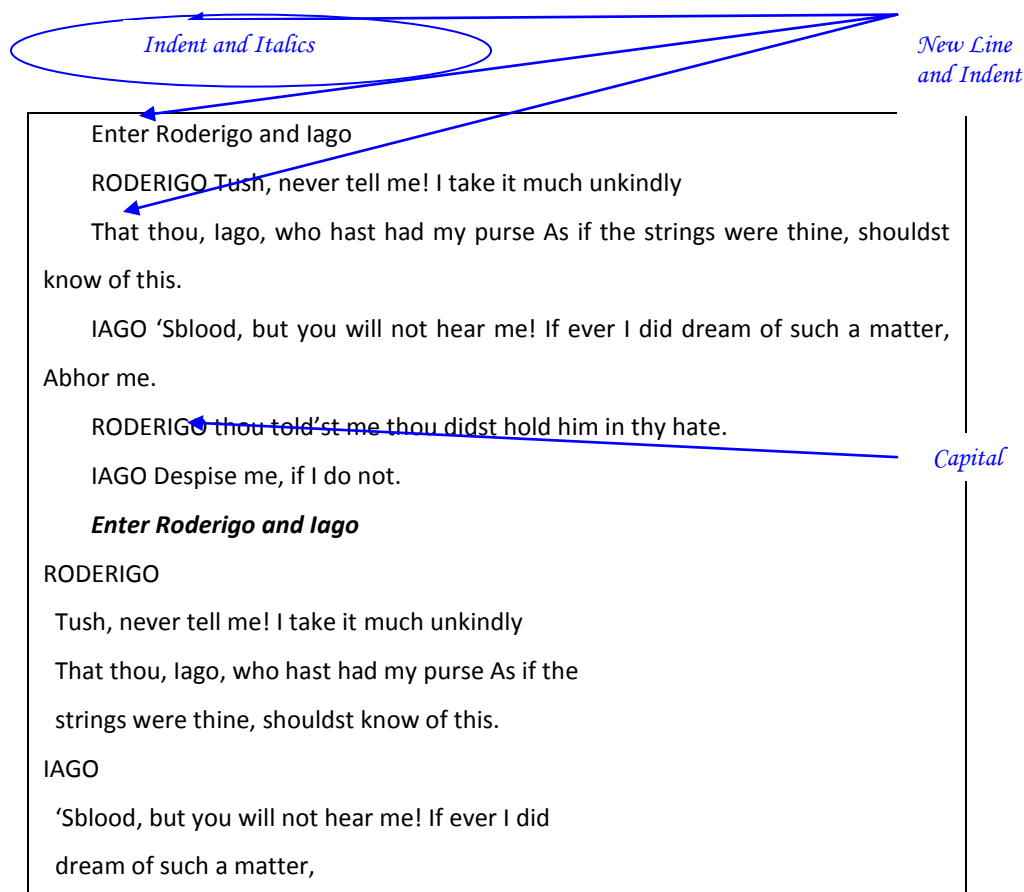 Indent and Italics
New Line
and Indent
Enter Roderigo and Iago
RODERIGO Tush, never tell me! I take it much unkindly
That thou, Iago, who hast had my purse As if the strings were thine, shouldst
know of this.
IAGO ‘Sblood, but you will not hear me! If ever I did dream of such a matter,
Abhor me.
RODERIGO thou told’st me thou didst hold him in thy hate.
Capital
IAGO Despise me, if I do not.
Enter Roderigo and Iago
RODERIGO
Tush, never tell me! I take it much unkindly
That thou, Iago, who hast had my purse As if the
strings were thine, shouldst know of this.
IAGO
‘Sblood, but you will not hear me! If ever I did
dream of such a matter,